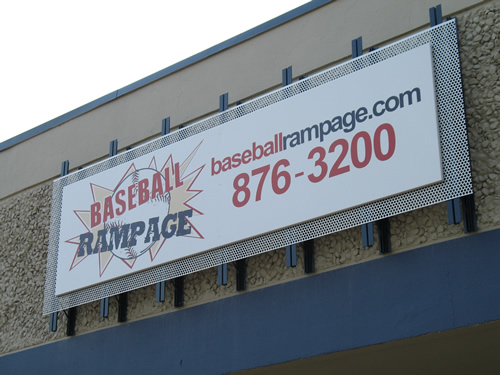 BASEBALL
RAMPAGE
baseballrampage.com
876-3200